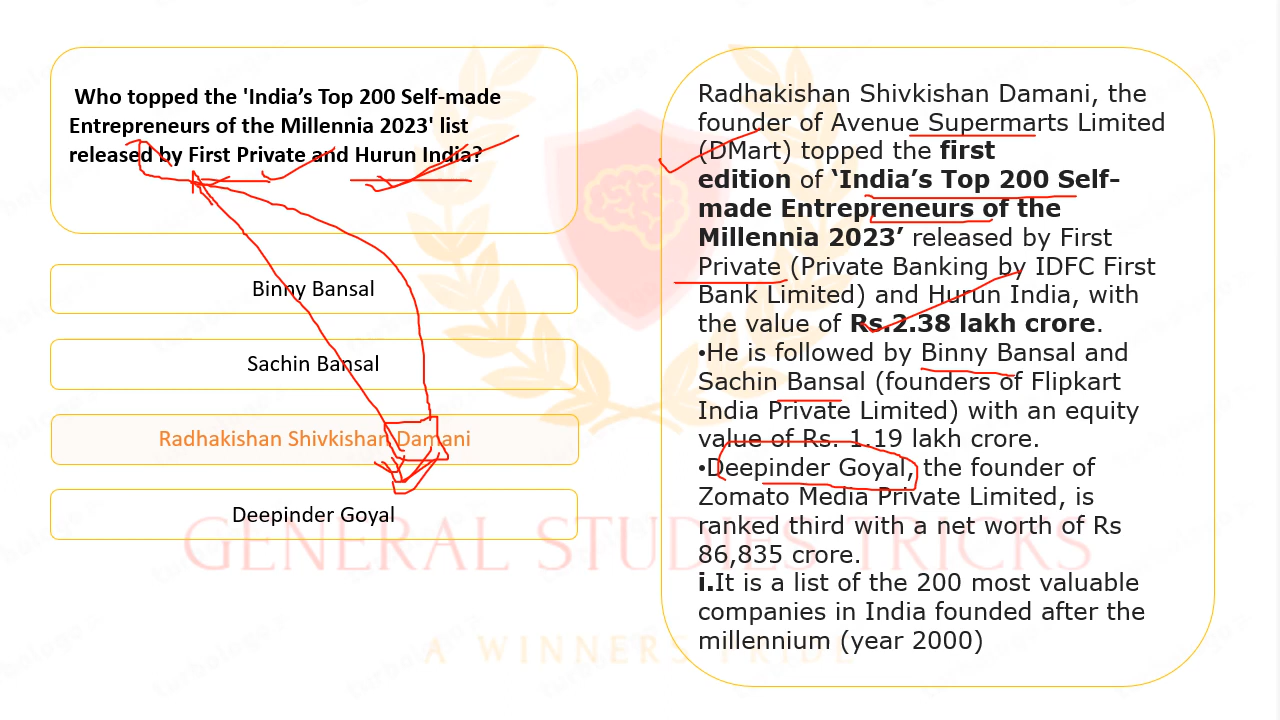 Who topped the 'India’s Top 200 Self-made
Entrepreneurs of the Millennia 2023' list
released by First Private and Hurun India?
Binny Bansal
Sachin Bansal
Radhakishan Shivkishan Damani
Deepinder Goyal
Radhakishan Shivkishan Damani, the
founder of Avenue Supermarts Limited
(DMart) topped the first
edition of ‘India’s Top 200 Self–
made Entrepreneurs of the
Millennia 2023’ released by First
Private (Private Banking by IDFC First
Bank Limited) and Hurun India, with
the value of Rs.2.38 lakh crore.
•He is followed by Binny Bansal and
Sachin Bansal (founders of Flipkart
India Private Limited) with an equity
value of Rs. 1.19 lakh crore.
•Deepinder Goyal, the founder of
Zomato Media Private Limited, is
ranked third with a net worth of Rs
86,835 crore.
i.It is a list of the 200 most valuable
companies in India founded after the
millennium (year 2000)
GENERAL STUDIES TRICKS
A WINNERS PRIDE